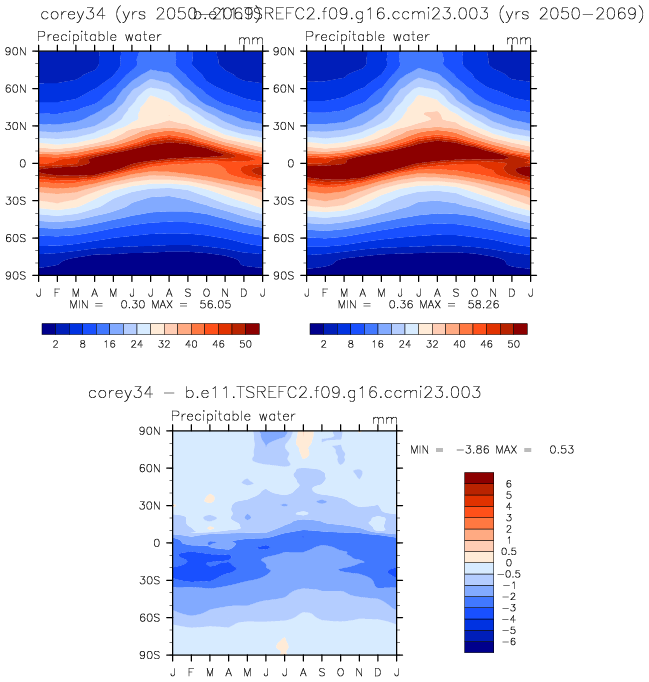 corey34 (yrs 2050-2069) b.e11.TSREFC2.f09.g16.ccmi23.003 (yrs 2050-2069)
Precipitable water mm Precipitable water mm
90N 90N
60N 60N
30N 30N
0 0
30S 30S
60S 60S
90S 90S
J F M A M J J A S O N D J J F M A M J J A S O N D J
MIN = 0.30 MAX = 56.05 MIN = 0.36 MAX = 58.26
2 8 16 24 32 40 46 50 2 8 16 24 32 40 46 50
corey34 - b.e11.TSREFC2.f09.g16.ccmi23.003
Precipitable water mm
MIN = -3.86 MAX = 0.53
90N
60N
30N
0
30S
60S
90S
J F M A M J J A S O N D J
6
5
4
3
2
1
0.5
0
-0.5
-1
-2
-3
-4
-5
-6